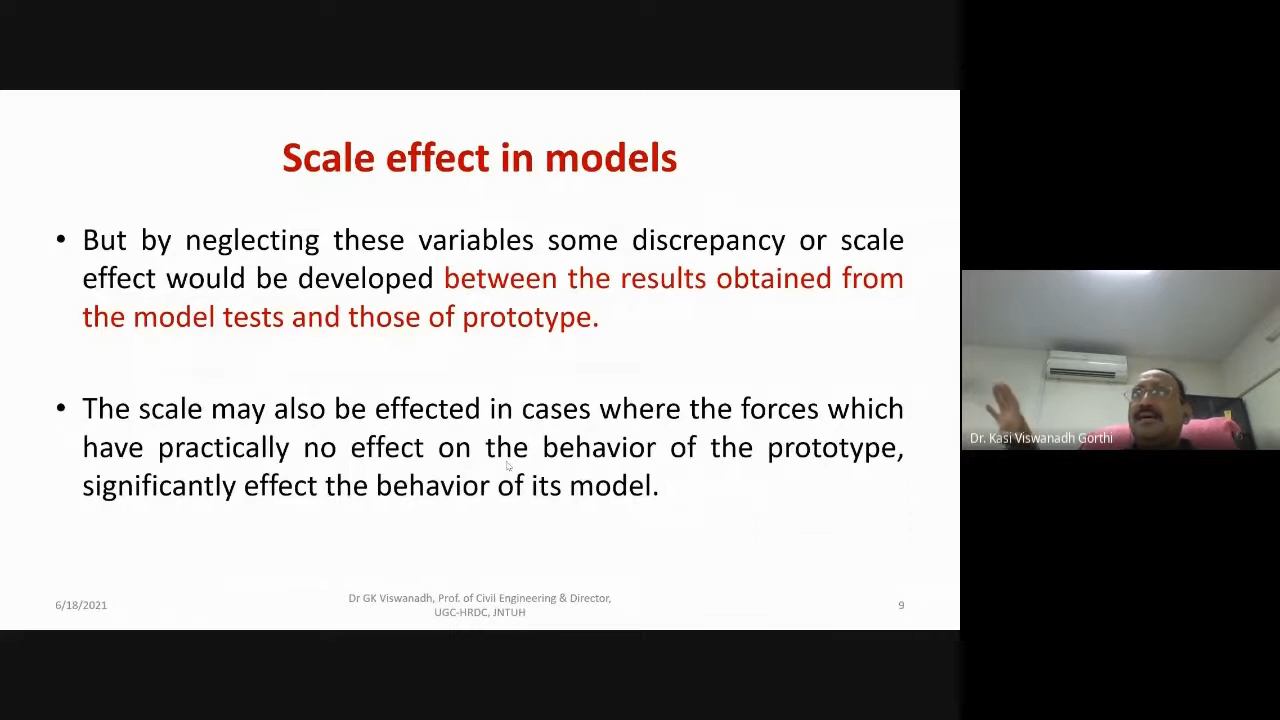 Scale effect in models
• But by neglecting these variables some discrepancy or scale
effect would be developed between the results obtained from
the model tests and those of prototype.
• The scale may also be effected in cases where the forces which
have practically no effect on the behavior of the prototype,
significantly effect the behavior of its model.
Dr. Kasi Viswanadh Gorthi
6/18/2021
Dr GK Viswanadh, Prof. of Civil Engineering & Director,
UGC-HRDC, JNTUH
9